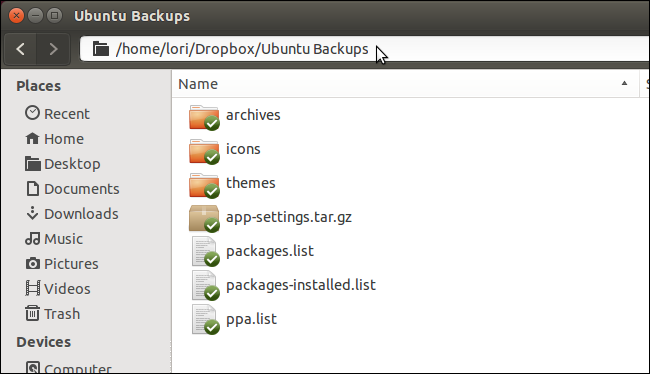 Ubuntu Backups
/home/lori/Dropbox/Ubuntu Backups
Places
Recent
Home
Desktop
Documents
Downloads
Music
Pictures
Videos
Trash
Devices
Computer
Name
archives
icons
themes
app-settings.tar.gz
packages.list
packages-installed.list
ppa.list